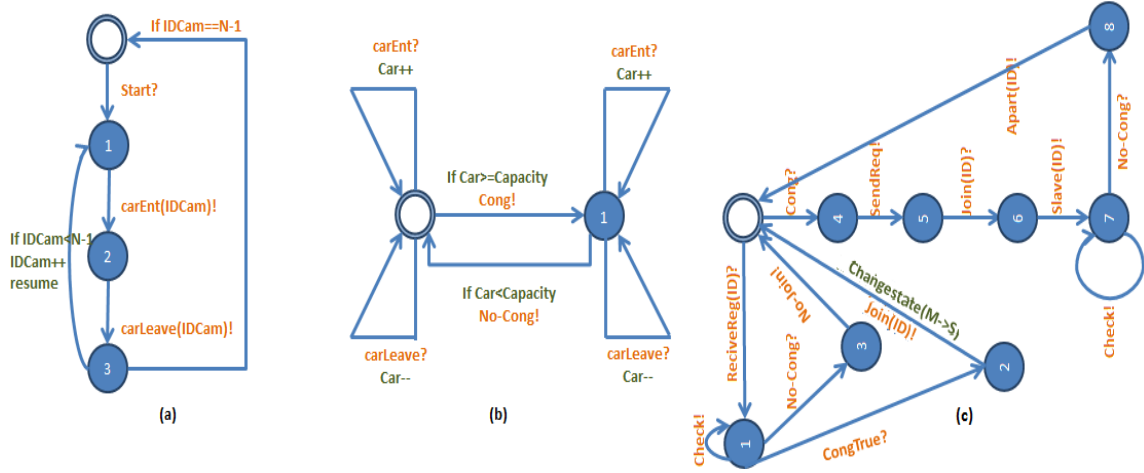 If IDCam==N-1
Start?
1
carEnt(IDCam)!
2
If IDCam<N-1
IDCam++
resume
carLeave(IDCam)!
3
(a)
carEnt?
Car++
carEnt?
Car++
If Car>=Capacity
Cong!
1
If Car<Capacity
No-Cong!
carLeave?
Car--
carLeave?
Car--
(b)
8
Apart(ID)!
No-Cong?
Cong?
4
SendReq!
5
Join(ID)?
6
Slave(ID)!
7
Check!
ReciveReg(ID)?
No-Join!
Changestate(M->S)
Join(ID)!
No-Cong?
3
2
Check!
1
CongTrue?
(c)